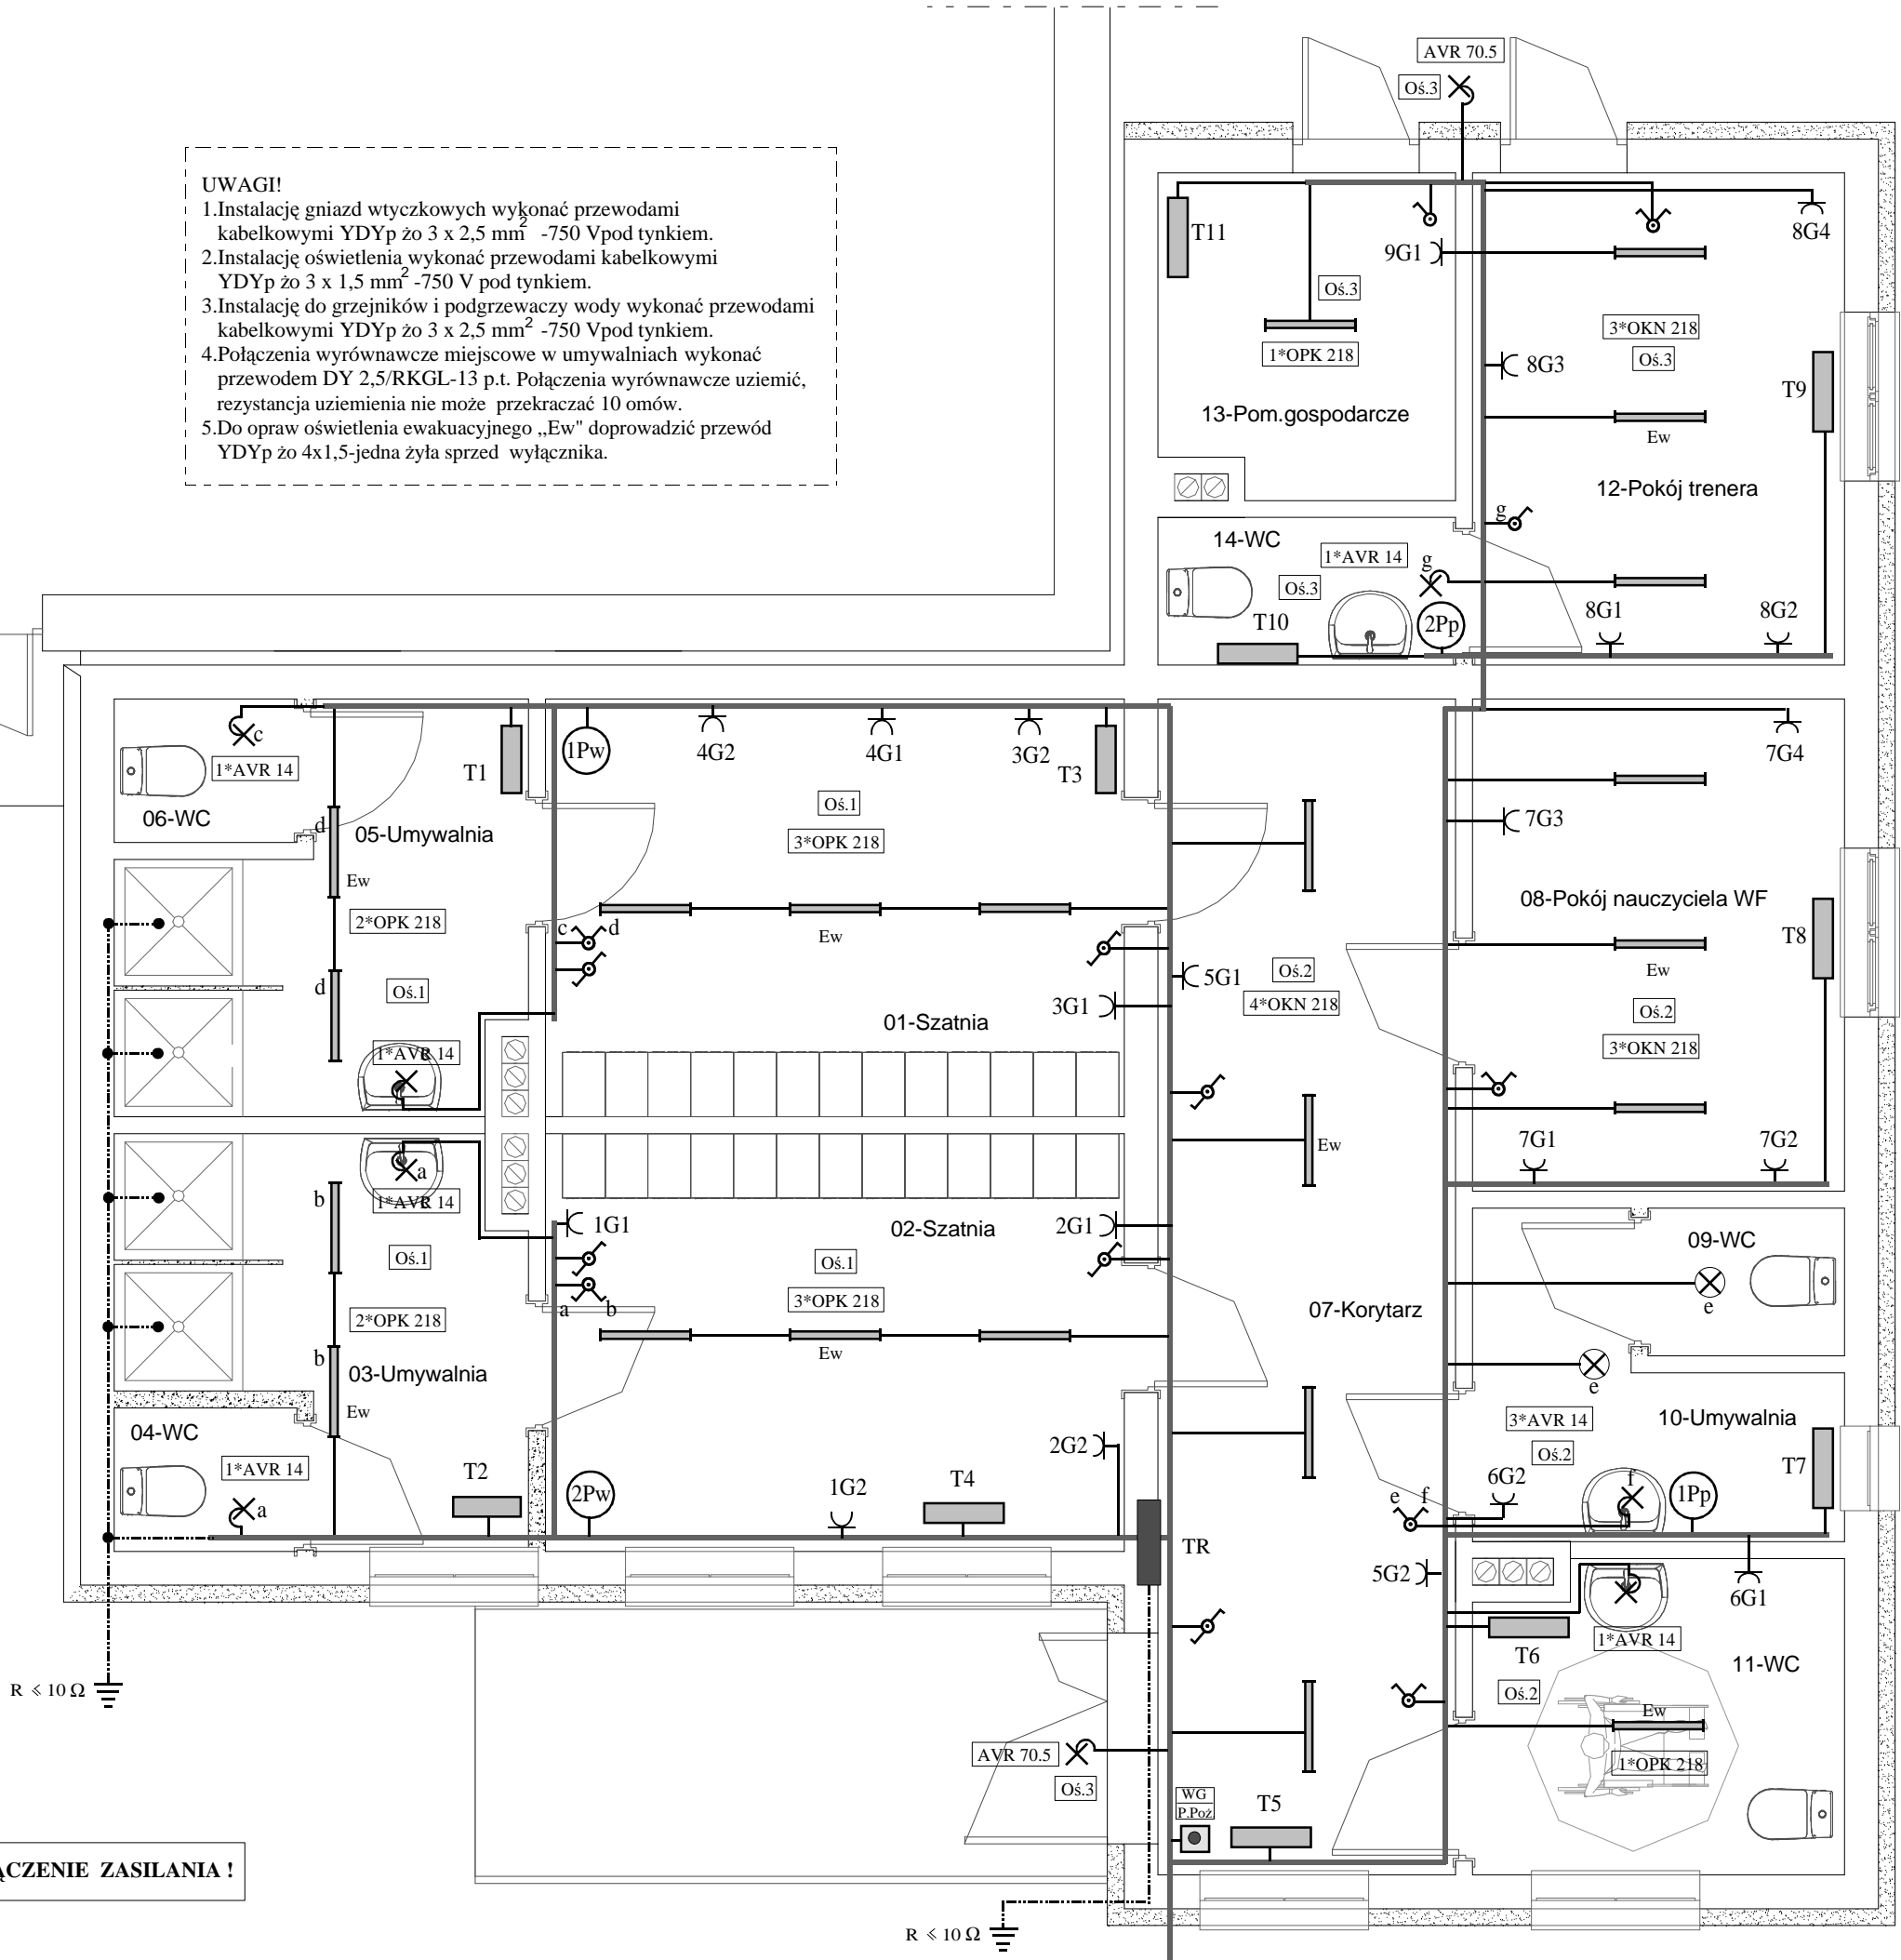 AVR 70.5
Oś.3
UWAGI!
1.Instalację gniazd wtyczkowych wykonać przewodami
kabelkowymi YDYp żo 3 x 2,5 mm² -750 Vpod tynkiem.
2.Instalację oświetlenia wykonać przewodami kabelkowymi
YDYp żo 3 x 1,5 mm² -750 V pod tynkiem.
3.Instalację do grzejników i podgrzewaczy wody wykonać przewodami
kabelkowymi YDYp żo 3 x 2,5 mm² -750 Vpod tynkiem.
4.Połączenia wyrównawcze miejscowe w umywalniach wykonać
przewodem DY 2,5/RKGL-13 p.t. Połączenia wyrównawcze uziemić,
rezystancja uziemienia nie może przekraczać 10 omów.
5.Do opraw oświetlenia ewakuacyjnego „Ew" doprowadzić przewód
YDYp żo 4x1,5-jedna żyła sprzed wyłącznika.
T11
9G1
8G4
Oś.3
1*OPK 218
13-Pom.gospodarcze
3*OKN 218
Oś.3
8G3
T9
Ew
12-Pokój trenera
g
14-WC
1*AVR 14
g
Oś.3
T10
2Pp
8G1
8G2
c
1*AVR 14
06-WC
T1
1Pw
4G2
4G1
3G2
T3
7G4
d
05-Umywalnia
Oś.1
3*OPK 218
7G3
Ew
2*OPK 218
08-Pokój nauczyciela WF
c
d
Ew
T8
d
Oś.1
5G1
Oś.2
4*OKN 218
3G1
Ew
01-Szatnia
Oś.2
3*OKN 218
1*AVR 14
c
Ew
7G1
7G2
a
1*AVR 14
b
1G1
02-Szatnia
2G1
09-WC
Oś.1
Oś.1
e
2*OPK 218
3*OPK 218
a
b
07-Korytarz
b
03-Umywalnia
Ew
e
Ew
04-WC
3*AVR 14
10-Umywalnia
Oś.2
1*AVR 14
T2
2Pw
1G2
T4
2G2
6G2
f
1Pp
T7
a
e
f
TR
5G2
6G1
1*AVR 14
T6
11-WC
R ⩽ 10 Ω
Oś.2
Ew
AVR 70.5
1*OPK 218
Oś.3
WG
P.Poż
T5
ĄCZENIE ZASILANIA !
R ⩽ 10 Ω